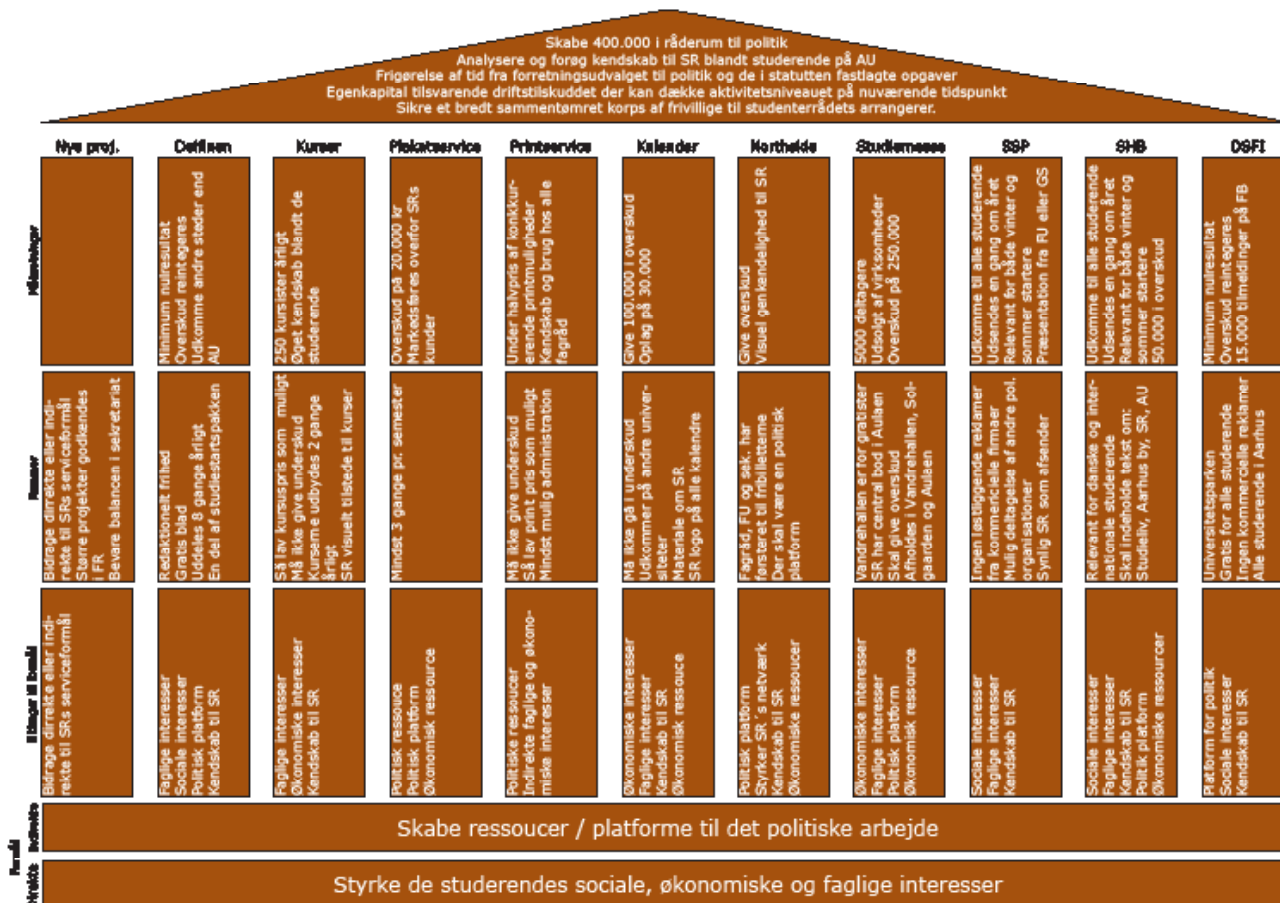 Skabe 400.000 i råderum til politik
Analysere og forøg kendskab til SR blandt studerende på AU
Frigørelse af tid fra forretningsudvalget til politik og de i statutten fastlagte opgaver
Egenkapital tilsvarende driftstilskuddet der kan dække aktivitetsniveauet på nuværende tidspunkt
Sikre et bredt sammentømret korps af frivillige til studenterrådets arrangerer.
Nye proj.
Delfinen
Kurser
Plakatservice
Printservice
Kalender
Northside
Studiemesse
SSP
SHB
DSFI
Målsætninger
Minimum nulresultat
Overskud reintegeres
Udkomme andre steder end
AU
250 kursister årligt
Øget kendskab blandt de
studerende
Overskud på 20.000 kr
Markedsføres overfor SRs
kunder
Under halvpris af konkkur-
erende printmuligheder
Kendskab og brug hos alle
fagråd
Give 100.000 i overskud
Oplag på 30.000
Give overskud
Visuel genkendelighed til SR
5000 deltagere
Udsolgt af virksomheder
Overskud på 250.000
Udkomme til alle studerende
Udsendes en gang om året
Relevant for både vinter og
sommer startere
Præsentation fra FU eller GS
Udkomme til alle studerende
Udsendes en gang om året
Relevant for både vinter og
sommer startere
50.000 i overskud
Minimum nulresultat
Overskud reintegeres
15.000 tilmeldinger på FB
Rammer
Bidrage dirrekte eller indi-
rekte til SRs serviceformål
Større projekter godkendes
i FR
Bevare balancen i sekretariat
Redaktionelt frihed
Gratis blad
Uddeles 8 gange årligt
En del af studiestartspakken
Så lav kursuspris som muligt
Må ikke give underskud
Kurserne udbydes 2 gange
årligt
SR visuelt tilstede til kurser
Mindst 3 gange pr. semester
Må ikke give underskud
Så lav print pris som muligt
Mindst mulig administration
Må ikke gå i underskud
Udkommer på andre univer-
siteter
Materiale om SR
SR logo på alle kalendre
Fagråd, FU og sek. har
førsteret til fribilletterne
Der skal være en politisk
platform
Vandrehallen er for gratister
SR har central bod i Aulaen
Skal give overskud
Afholdes i Vandrehallen, Sol-
gaarden og Aulaen
Ingen løstliggende reklamer
fra kommericielle firmaer
Mulig deltagelse af andre pol.
organisationer
Synlig SR som afsender
Relevant for danske og inter-
nationale studerende
Skal indeholde tekst om:
Studieliv, Aarhus by, SR, AU
Universitetsparken
Gratis for alle studerende
Ingen kommercielle reklamer
Alle studerende i Aarhus
Bidrage dirrekte eller indi-
rekte til SRs serviceformål
Faglige interesser
Sociale interesser
Politisk platform
Kendskab til SR
Faglige interesser
Økonomiske interesser
Kendskab til SR
Politisk ressouce
Politisk platform
Økonomisk ressource
Politiske ressoucer
Indirekte faglige og økono-
miske interesser
Økonomiske interesser
Faglige interesser
Kendskab til SR
Økonomisk ressouce
Politisk platform
Styrker SR´s netværk
Kendskab til SR
Økonomiske ressoucer
Økonomiske interesser
Faglige interesser
Politisk platform
Økonomisk ressource
Sociale interesser
Faglige interesser
Kendskab til SR
Sociale interesser
Faglige interesser
Kendskab til SR
Politik platform
Økonomiske ressourcer
Platform for politik
Sociale interesser
Kendskab til SR
Formål
Indirekte
Skabe ressoucer / platforme til det politiske arbejde
Direkte
Styrke de studerendes sociale, økonomiske og faglige interesser